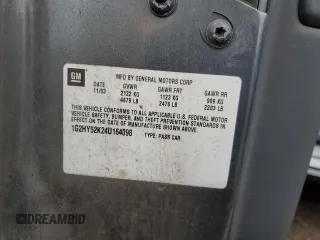 GM
MFD BY GENERAL MOTORS CORP
DATE GVWR GAWR FRT GAWR RR
11/03 2122 KG 1123 KG 999 KG
4678 LB 2476 LB 2203 LB
THIS VEHICLE CONFORMS TO ALL APPLICABLE U.S. FEDERAL MOTOR
VEHICLE SAFETY, BUMPER, AND THEFT PREVENTION STANDARDS
IN EFFECT ON THE DATE OF MANUFACTURE SHOWN ABOVE.
1G2HY52K24U164098 TYPE: PASS CAR
DREAMBID